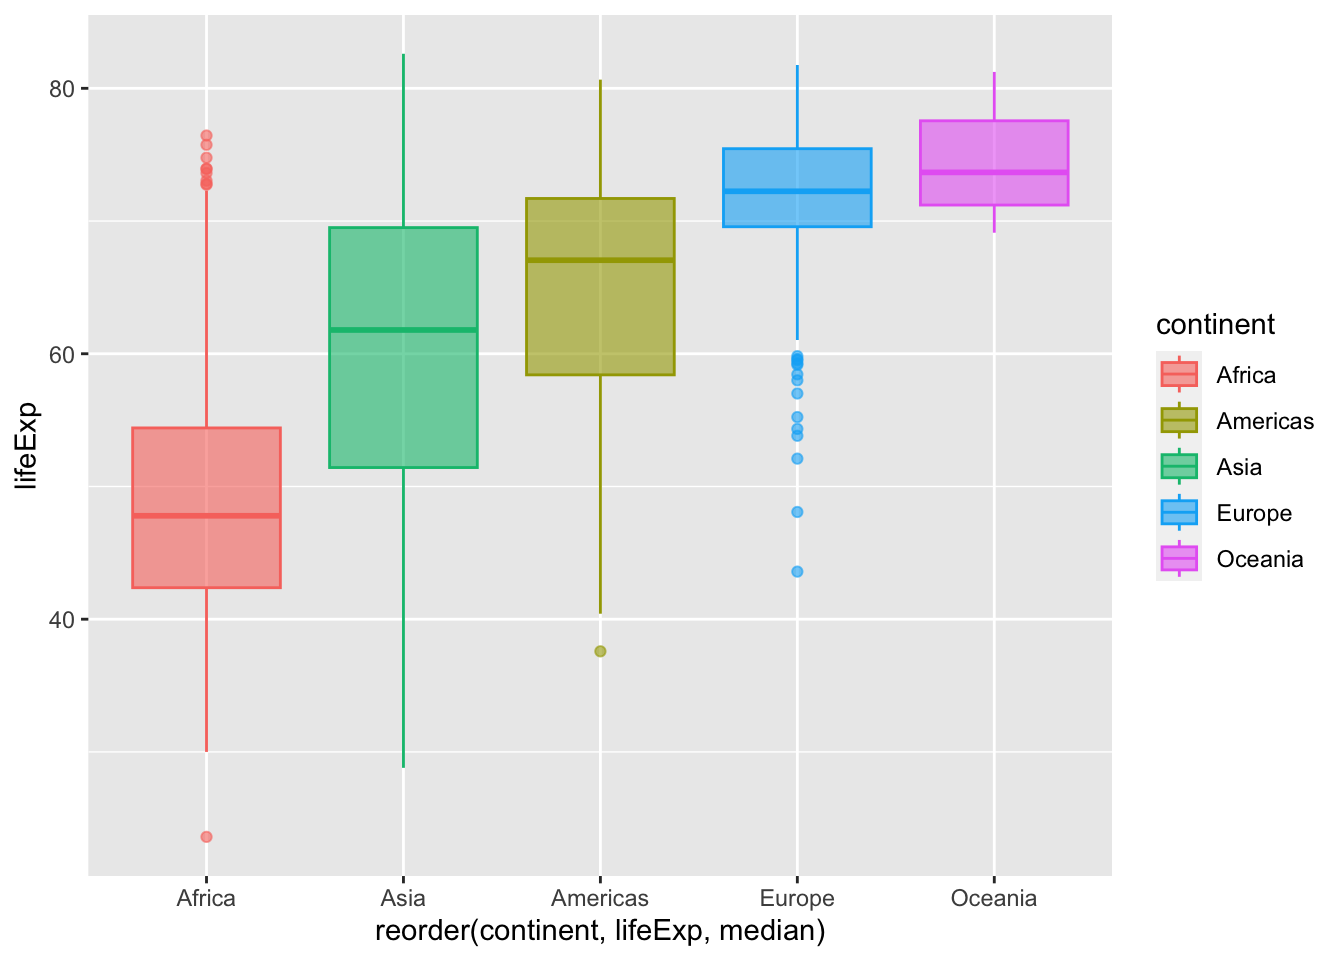 80
60
40
lifeExp
Africa
Asia
Americas
Europe
Oceania
reorder(continent, lifeExp, median)
continent
Africa
Americas
Asia
Europe
Oceania